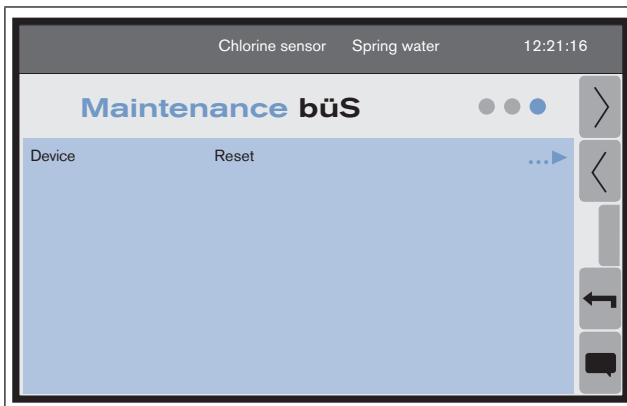 Chlorine sensor Spring water 12:21:16
Maintenance büS
Device Reset ...